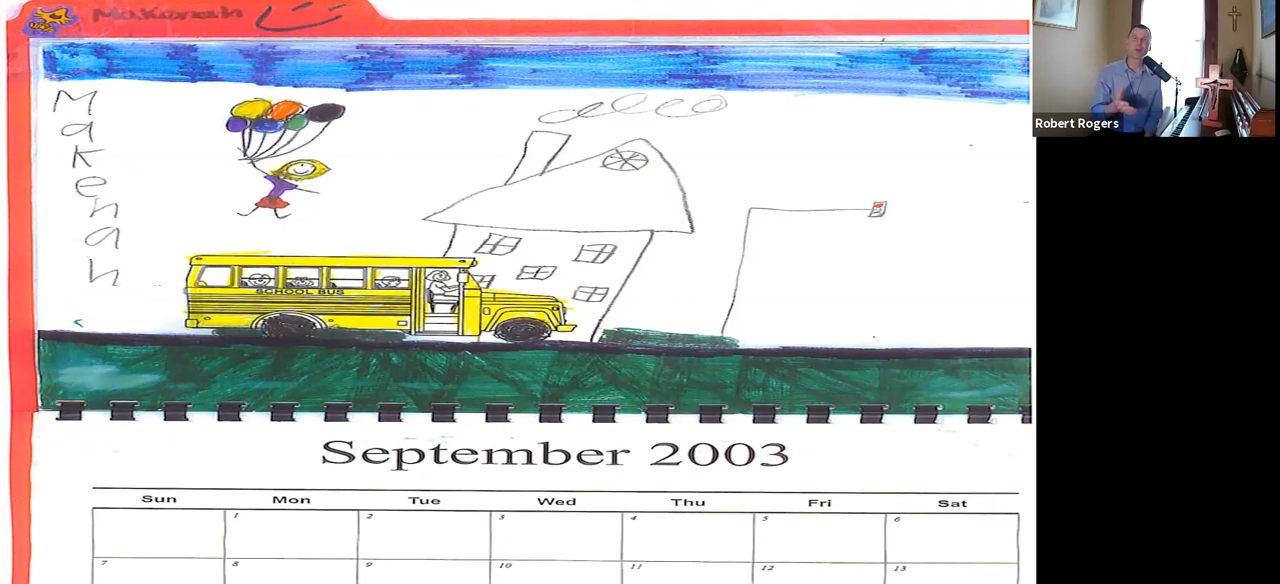 Makenah
Robert Rogers
Makenah
SCHOOL BUS
September 2003
Sun Mon Tue Wed Thu Fri Sat
1 2 3 4 5 6
7 8 9 10 11 12 13